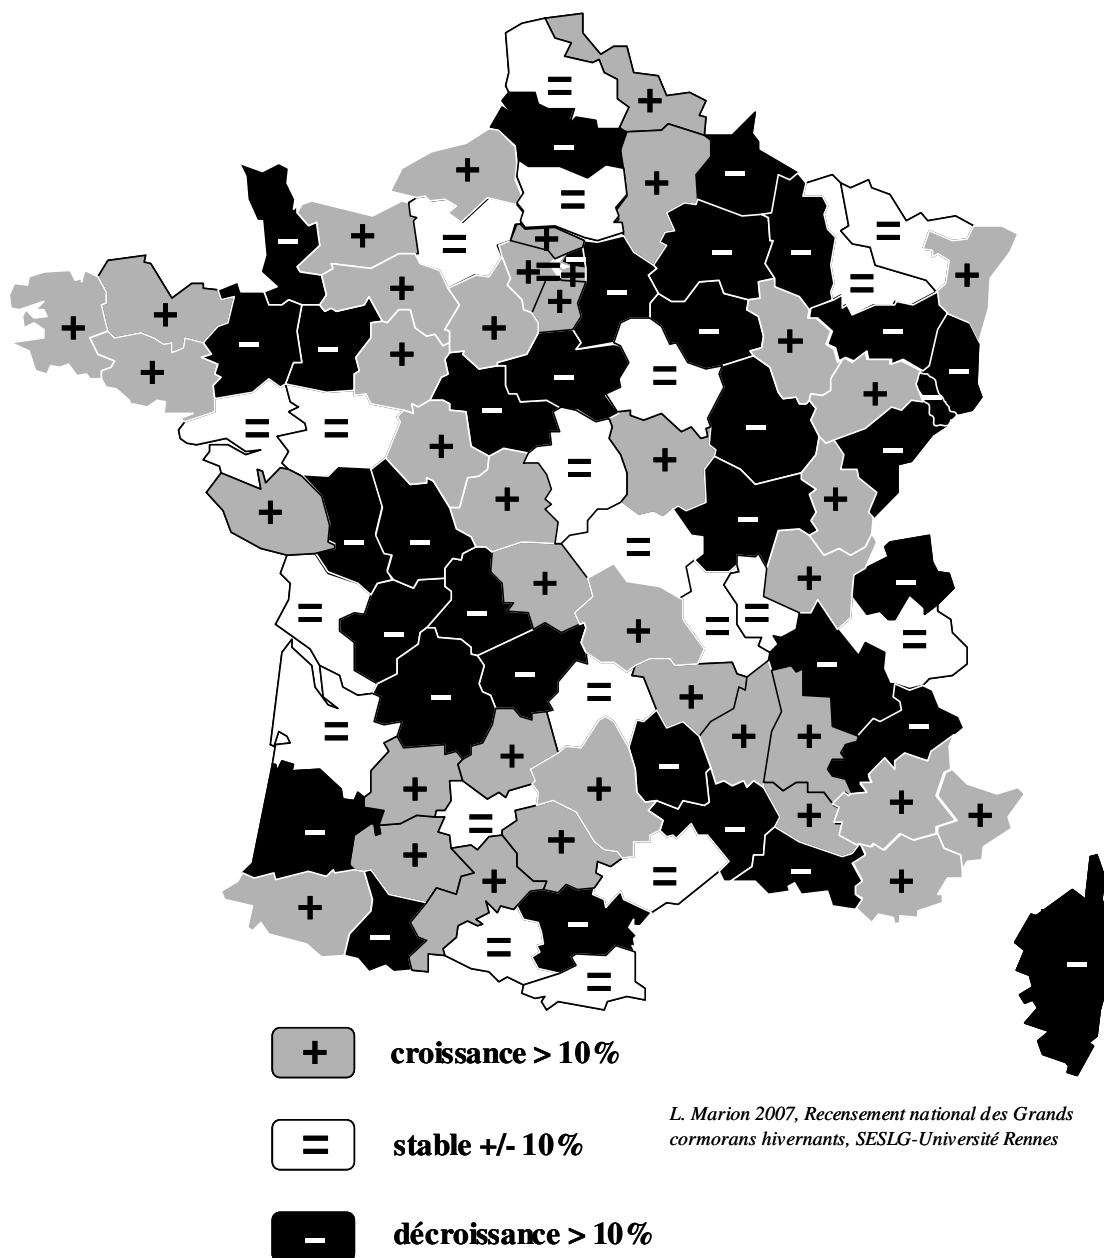 croissance > 10%
stable +/- 10%
décroissance > 10%
L. Marion 2007, Recensement national des Grands
cormorans hivernants, SESLG-Université Rennes